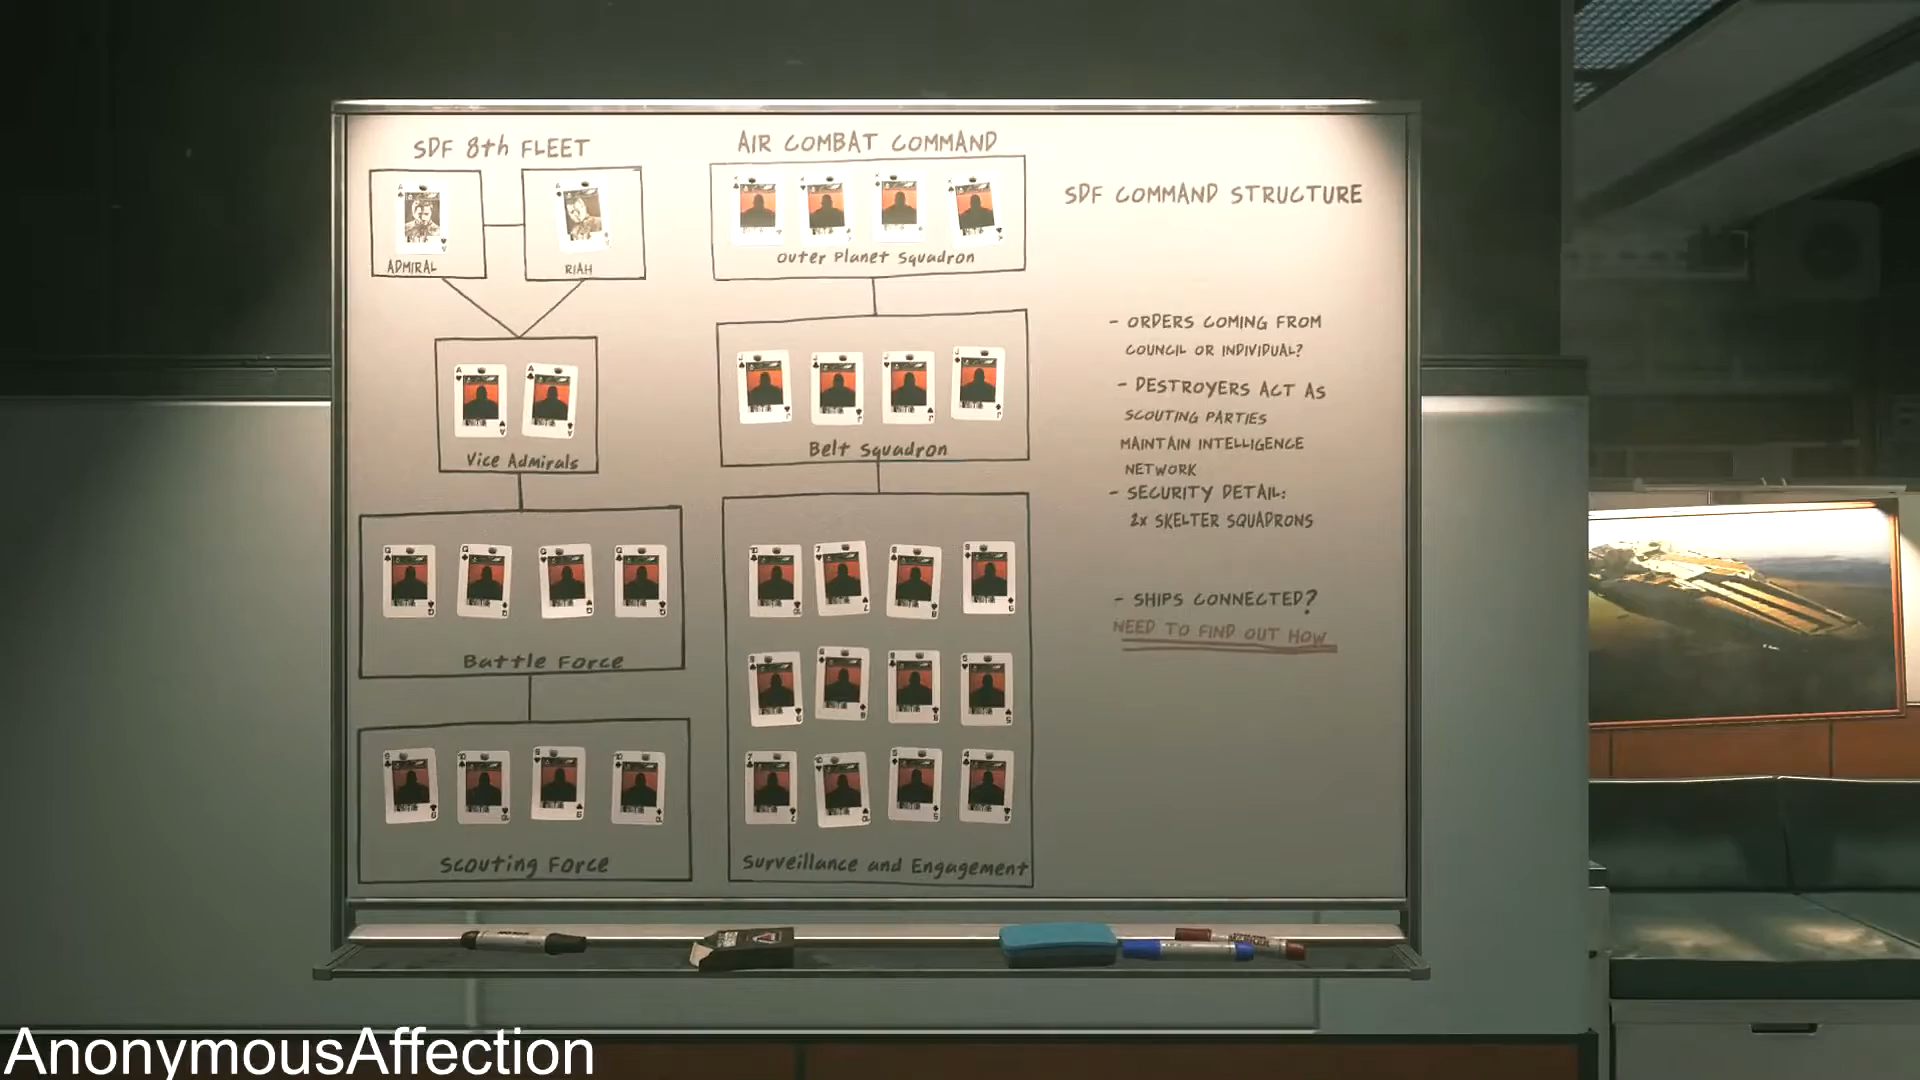 SDF 8th FLEET
ADMIRAL
RIAH
Vice Admirals
Battle Force
Scouting Force
AIR COMBAT COMMAND
Outer Planet Squadron
Belt Squadron
Surveillance and Engagement
SDF COMMAND STRUCTURE
- ORDERS COMING FROM
COUNCIL OR INDIVIDUAL?
- DESTROYERS ACT AS
SCOUTING PARTIES
MAINTAIN INTELLIGENCE
NETWORK
- SECURITY DETAIL:
2x SKELTER SQUADRONS
- SHIPS CONNECTED?
NEED TO FIND OUT HOW
AnonymousAffection